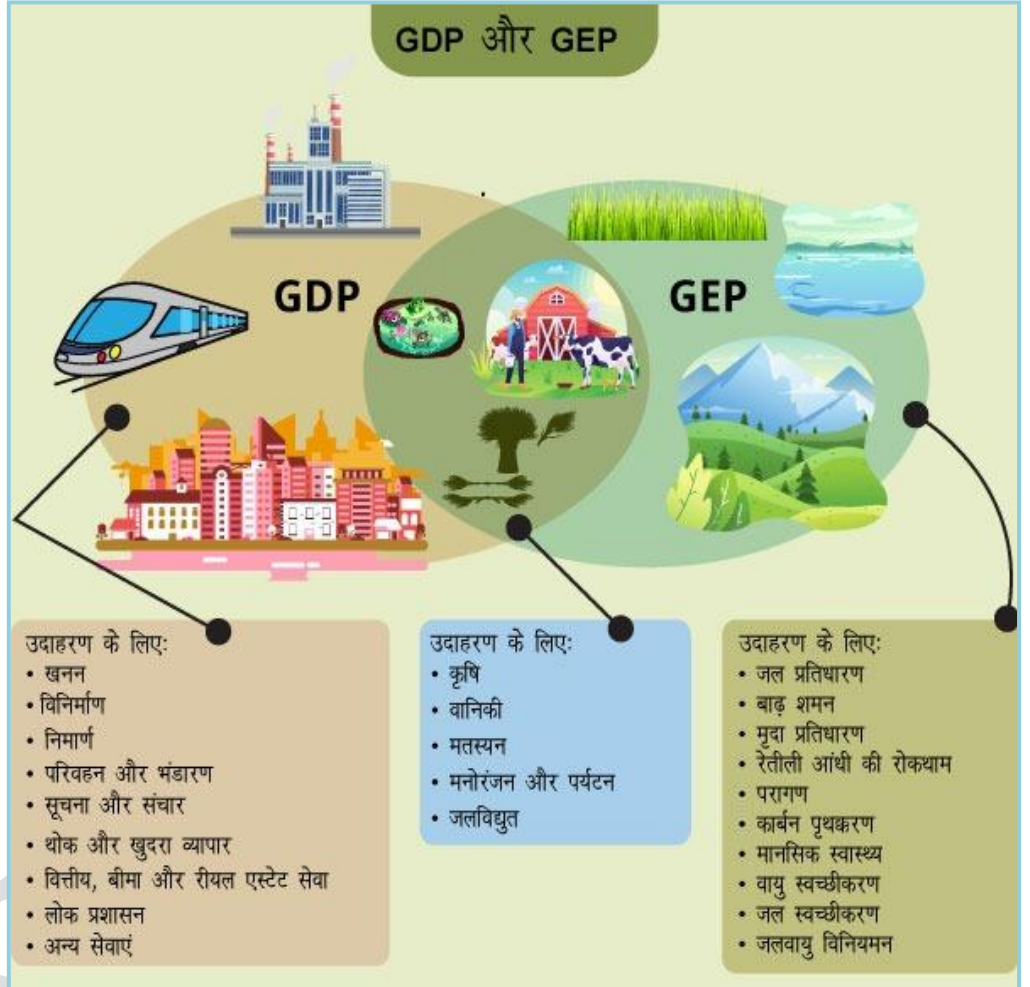 GDP और GEP
GDP
GEP
उदाहरण के लिए:
• खनन
• विनिर्माण
• निमार्ण
• परिवहन और भंडारण
• सूचना और संचार
• थोक और खुदरा व्यापार
• वित्तीय, बीमा और रीयल एस्टेट सेवा
• लोक प्रशासन
• अन्य सेवाएं
उदाहरण के लिए:
• कृषि
• वानिकी
• मतस्यन
• मनोरंजन और पर्यटन
• जलविद्युत
उदाहरण के लिए:
• जल प्रतिधारण
• बाढ़ शमन
• मृदा प्रतिधारण
• रेतीली आंधी की रोकथाम
• परागण
• कार्बन पृथक्करण
• मानसिक स्वास्थ्य
• वायु स्वच्छीकरण
• जल स्वच्छीकरण
• जलवायु विनियमन